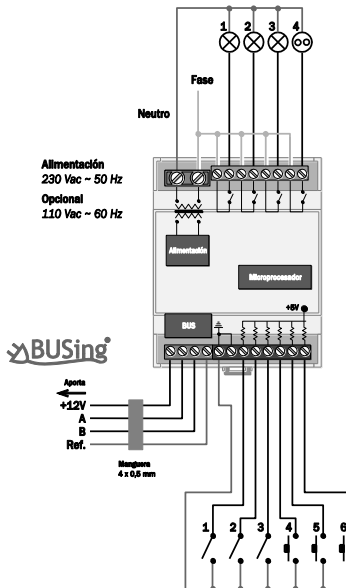 1 2 3 4
Fase
Neutro
Alimentación
230 Vac ~ 50 Hz
Opcional
110 Vac ~ 60 Hz
Alimentación
Microprocesador
+5V
BUS
BUSing®
Aporta
+12V
A
B
Ref.
Manguera
4 x 0,5 mm
1 2 3 4 5 6